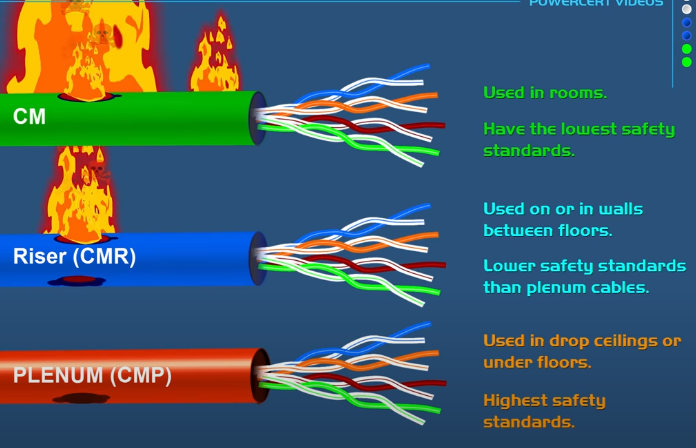 POWERCERT VIDEOS
CM
Used in rooms.
Have the lowest safety
standards.
Riser (CMR)
Used on or in walls
between floors.
Lower safety standards
than plenum cables.
PLENUM (CMP)
Used in drop ceilings or
under floors.
Highest safety
standards.